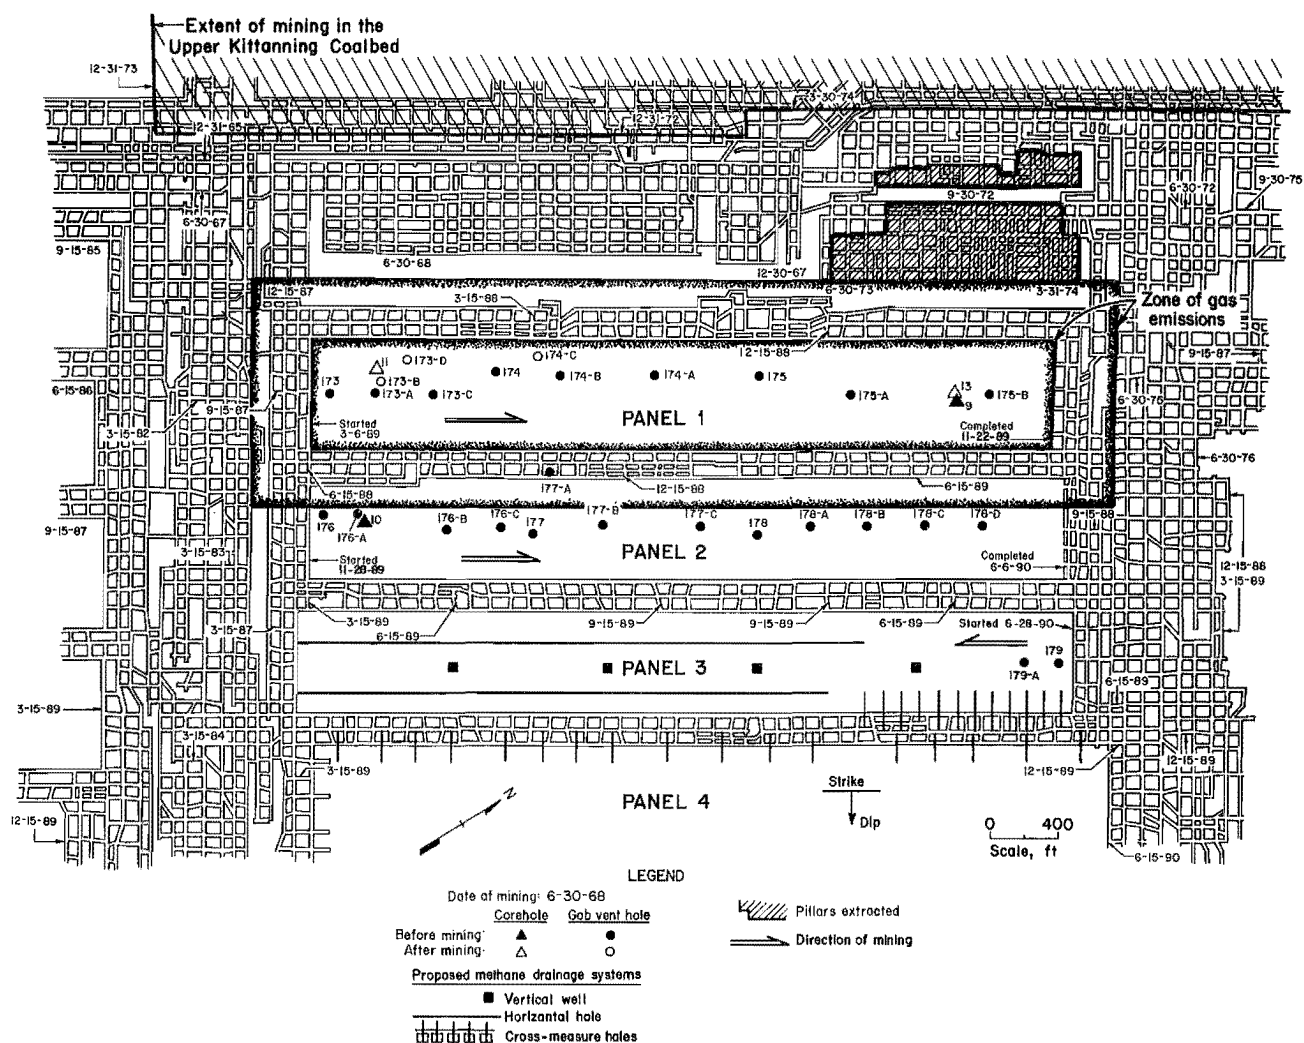 Extent of mining in the
Upper Kittanning Coalbed
12-31-73
3-30-74
12-31-72
12-31-65
6-30-72
9-30-75
9-30-72
6-30-67
9-15-85
6-30-68
12-30-67
6-30-73
3-31-74
12-15-87
3-15-88
Zone of gas
emissions
12-15-88
9-15-87
11
173-D
174-C
174
174-B
174-A
175
173
173-B
173-A
173-C
175-A
13
9
175-B
6-15-86
9-15-87
6-30-75
3-15-82
PANEL 1
Started
3-6-89
Completed
11-22-89
6-30-76
6-15-88
177-A
12-15-88
6-15-89
176
176-A
10
176-B
176-C
177
177-B
177-C
178
178-A
178-B
178-C
178-D
9-15-88
9-15-87
3-15-83
PANEL 2
Started
11-28-89
Completed
6-6-90
12-15-88
3-15-89
3-15-89
6-15-89
9-15-89
9-15-89
6-15-89
Started 6-28-90
3-15-87
PANEL 3
179
179-A
6-15-89
3-15-89
3-15-84
3-15-89
12-15-89
12-15-89
PANEL 4
N
Strike
Dip
0 400
Scale, ft
12-15-89
6-15-90
LEGEND
Date of mining: 6-30-68
Corehole Gob vent hole
Before mining:
After mining:
Pillars extracted
Direction of mining
Proposed methane drainage systems
Vertical well
Horizantal hole
Cross-measure holes